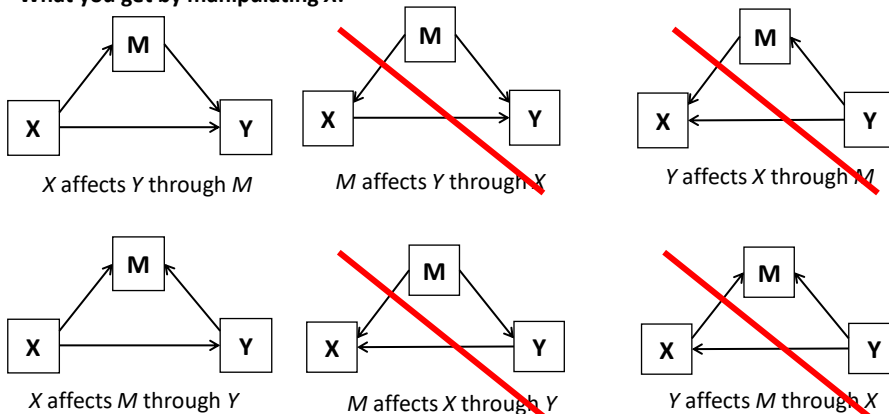 What you get by manipulating X:
M
M
M
X
Y
X
Y
X
Y
X affects Y through M
M affects Y through X
Y affects X through M
M
M
M
X
Y
X
Y
X
Y
X affects M through Y
M affects X through Y
Y affects M through X